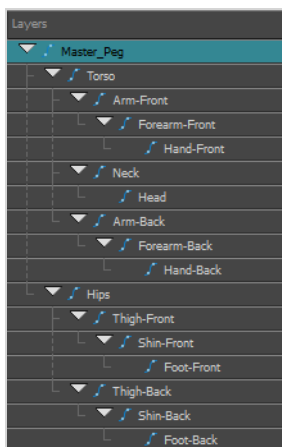 Layers
Master_Peg
Torso
Arm-Front
Forearm-Front
Hand-Front
Neck
Head
Arm-Back
Forearm-Back
Hand-Back
Hips
Thigh-Front
Shin-Front
Foot-Front
Thigh-Back
Shin-Back
Foot-Back